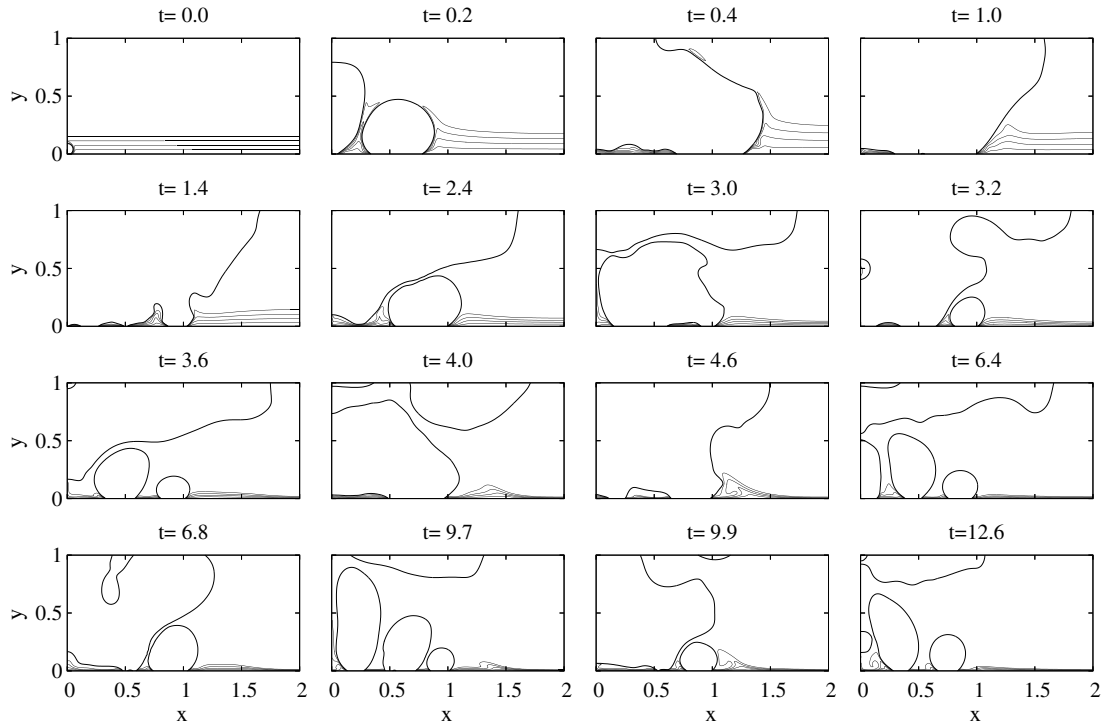 t= 0.0 t= 0.2 t= 0.4 t= 1.0
1
y 0.5
0
t= 1.4 t= 2.4 t= 3.0 t= 3.2
1
y 0.5
0
t= 3.6 t= 4.0 t= 4.6 t= 6.4
1
y 0.5
0
t= 6.8 t= 9.7 t= 9.9 t=12.6
1
y 0.5
0
0 0.5 1 1.5 2 0 0.5 1 1.5 2 0 0.5 1 1.5 2 0 0.5 1 1.5 2
x x x x